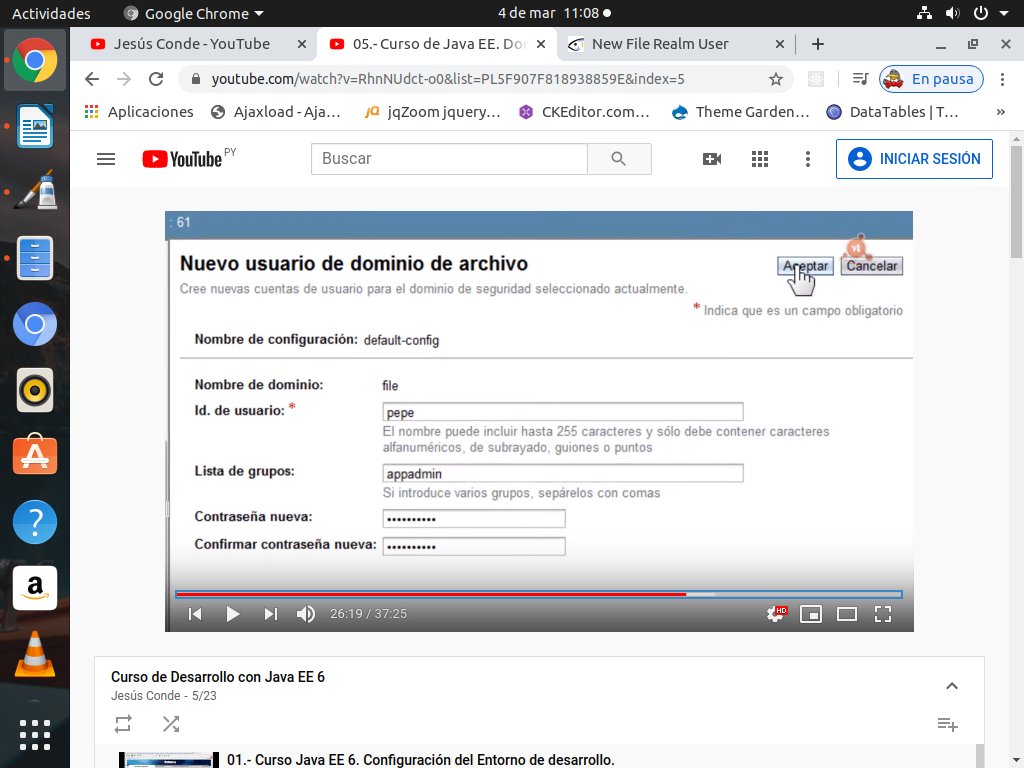 Actividades
Google Chrome
4 de mar 11:08
Jesús Conde - YouTube
05.- Curso de Java EE. Do
New File Realm User
youtube.com/watch?v=RhnNUdct-o0&list=PL5F907F818938859E&index=5
En pausa
Aplicaciones
Ajaxload - Aja...
jqZoom jquery...
CKEditor.com...
Theme Garden...
DataTables | T...
»
YouTube PY
Buscar
INICIAR SESIÓN
: 61
vt
Nuevo usuario de dominio de archivo
Aceptar
Cancelar
Cree nuevas cuentas de usuario para el dominio de seguridad seleccionado actualmente.
* Indica que es un campo obligatorio
Nombre de configuración: default-config
Nombre de dominio: file
Id. de usuario: * pepe
El nombre puede incluir hasta 255 caracteres y sólo debe contener caracteres
alfanuméricos, de subrayado, guiones o puntos
Lista de grupos: appadmin
Si introduce varios grupos, sepárelos con comas
Contraseña nueva: ••••••••••
Confirmar contraseña nueva: ••••••••••
26:19 / 37:25
HD
Curso de Desarrollo con Java EE 6
Jesús Conde - 5/23
01.- Curso Java EE 6. Configuración del Entorno de desarrollo.